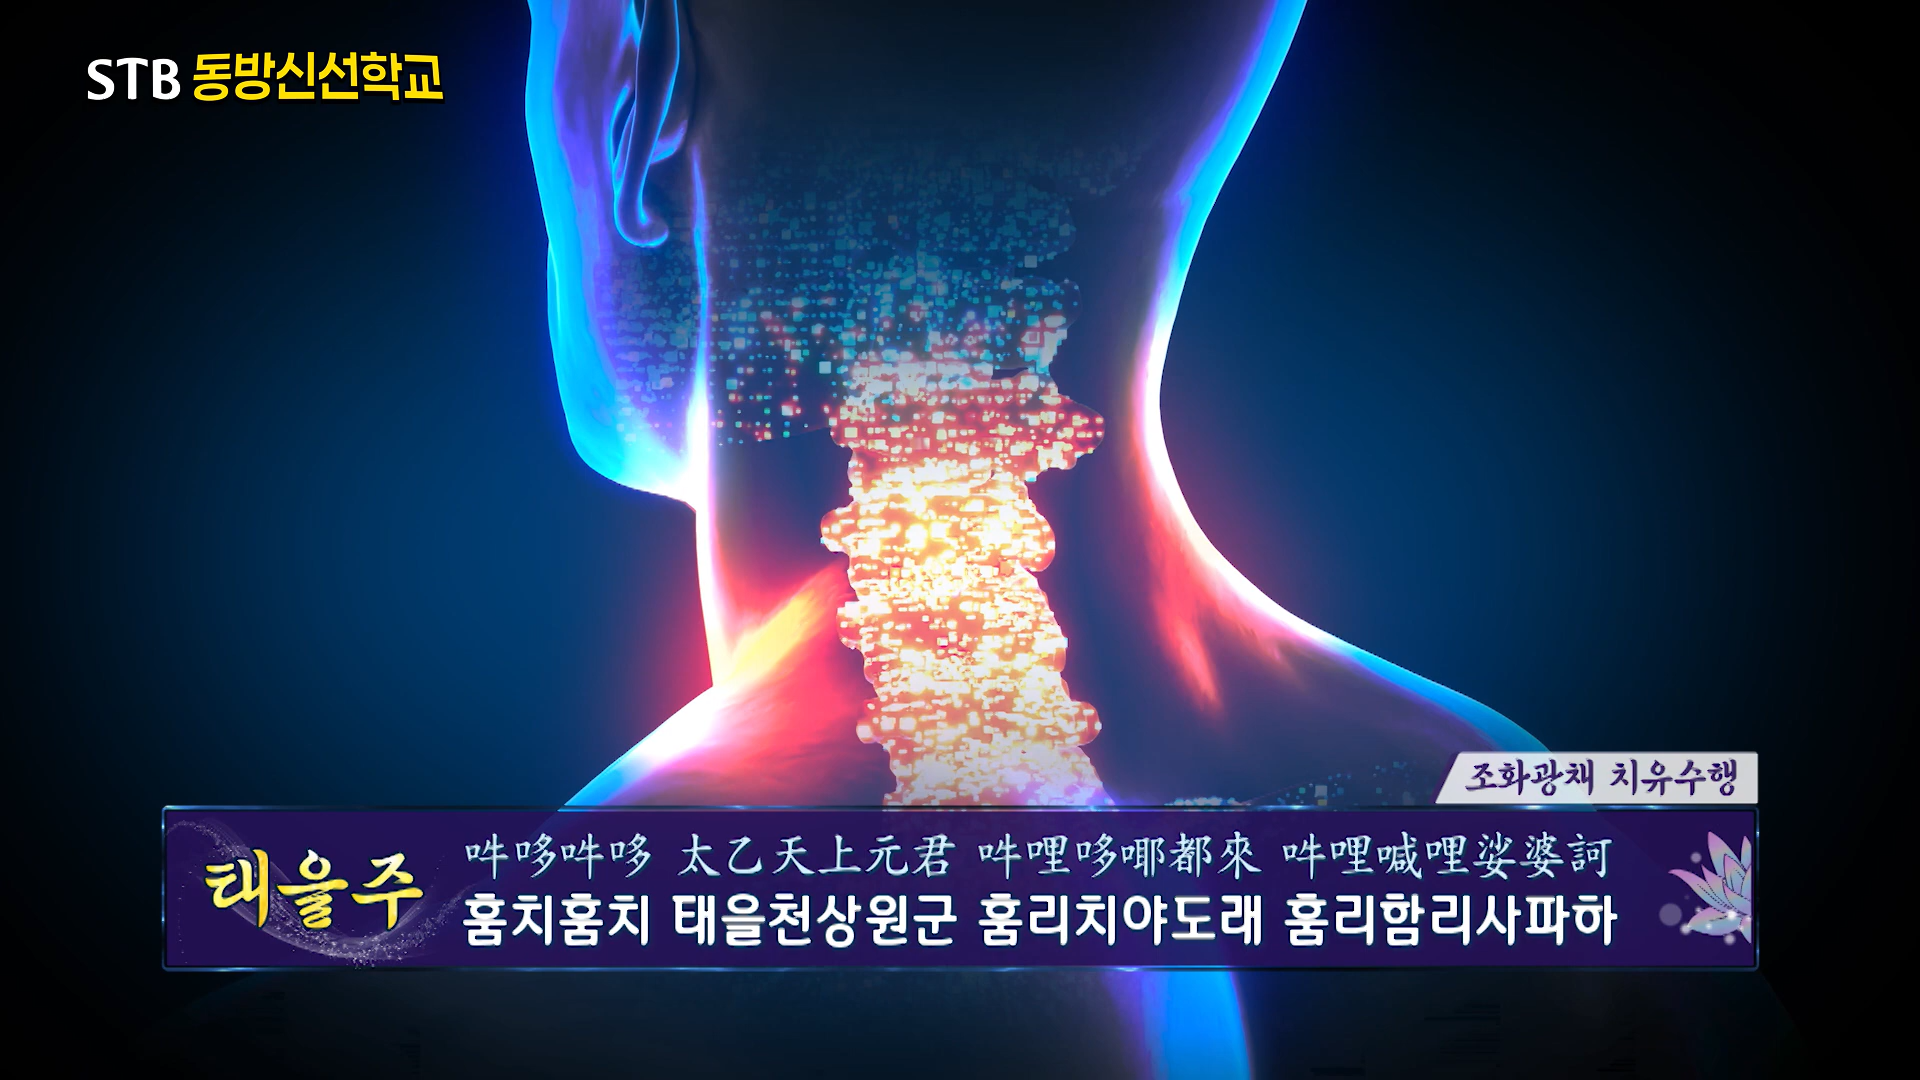 STB 동방신선학교
조화광채 치유수행
태을주
吽哆吽哆 太乙天上元君 吽哩哆㖿都來 吽哩喊哩娑婆訶
훔치훔치 태을천상원군 훔리치야도래 훔리함리사파하